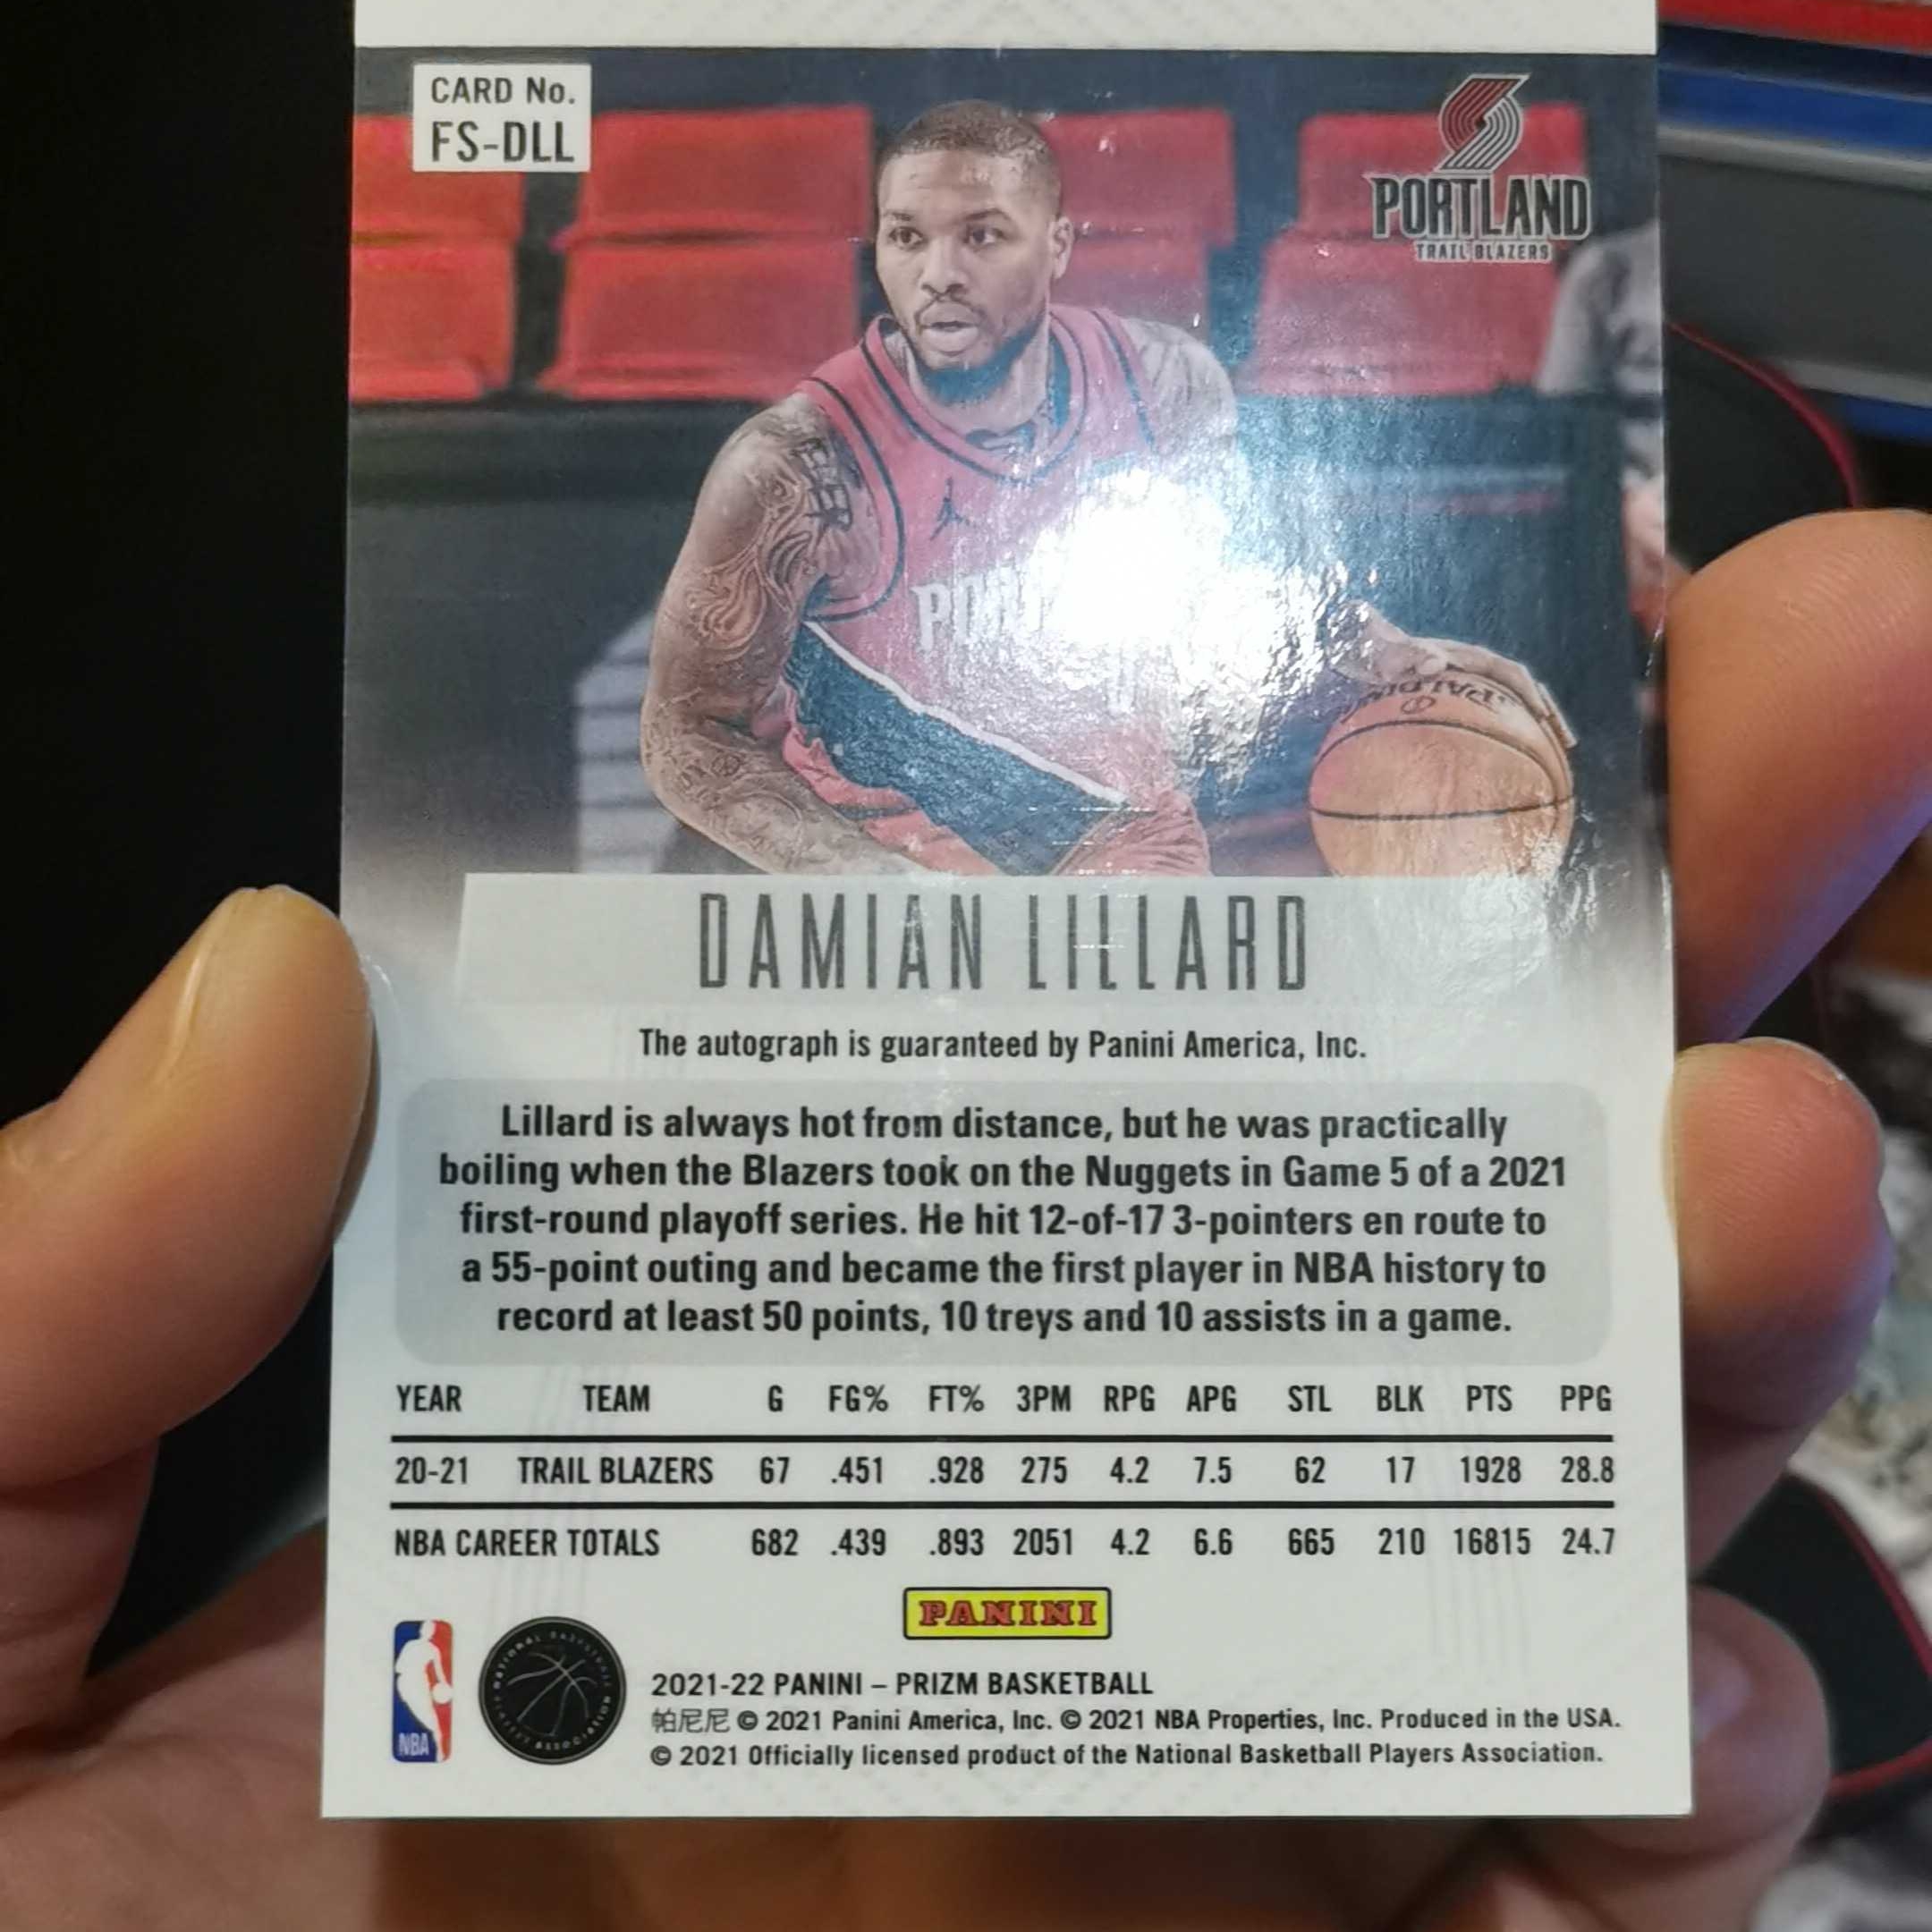 CARD No.
FS-DLL
PORTLAND
TRAIL BLAZERS
DAMIAN LILLARD
The autograph is guaranteed by Panini America, Inc.
Lillard is always hot from distance, but he was practically
boiling when the Blazers took on the Nuggets in Game 5 of a 2021
first-round playoff series. He hit 12-of-17 3-pointers en route to
a 55-point outing and became the first player in NBA history to
record at least 50 points, 10 treys and 10 assists in a game.
YEAR TEAM G FG% FT% 3PM RPG APG STL BLK PTS PPG
20-21 TRAIL BLAZERS 67 .451 .928 275 4.2 7.5 62 17 1928 28.8
NBA CAREER TOTALS 682 .439 .893 2051 4.2 6.6 665 210 16815 24.7
PANINI
NBA
2021-22 PANINI – PRIZM BASKETBALL
帕尼尼 © 2021 Panini America, Inc. © 2021 NBA Properties, Inc. Produced in the USA.
© 2021 Officially licensed product of the National Basketball Players Association.